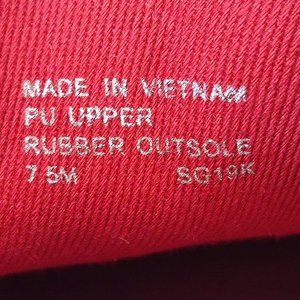 MADE IN VIETNAM
PU UPPER
RUBBER OUTSOLE
7.5M SG19K